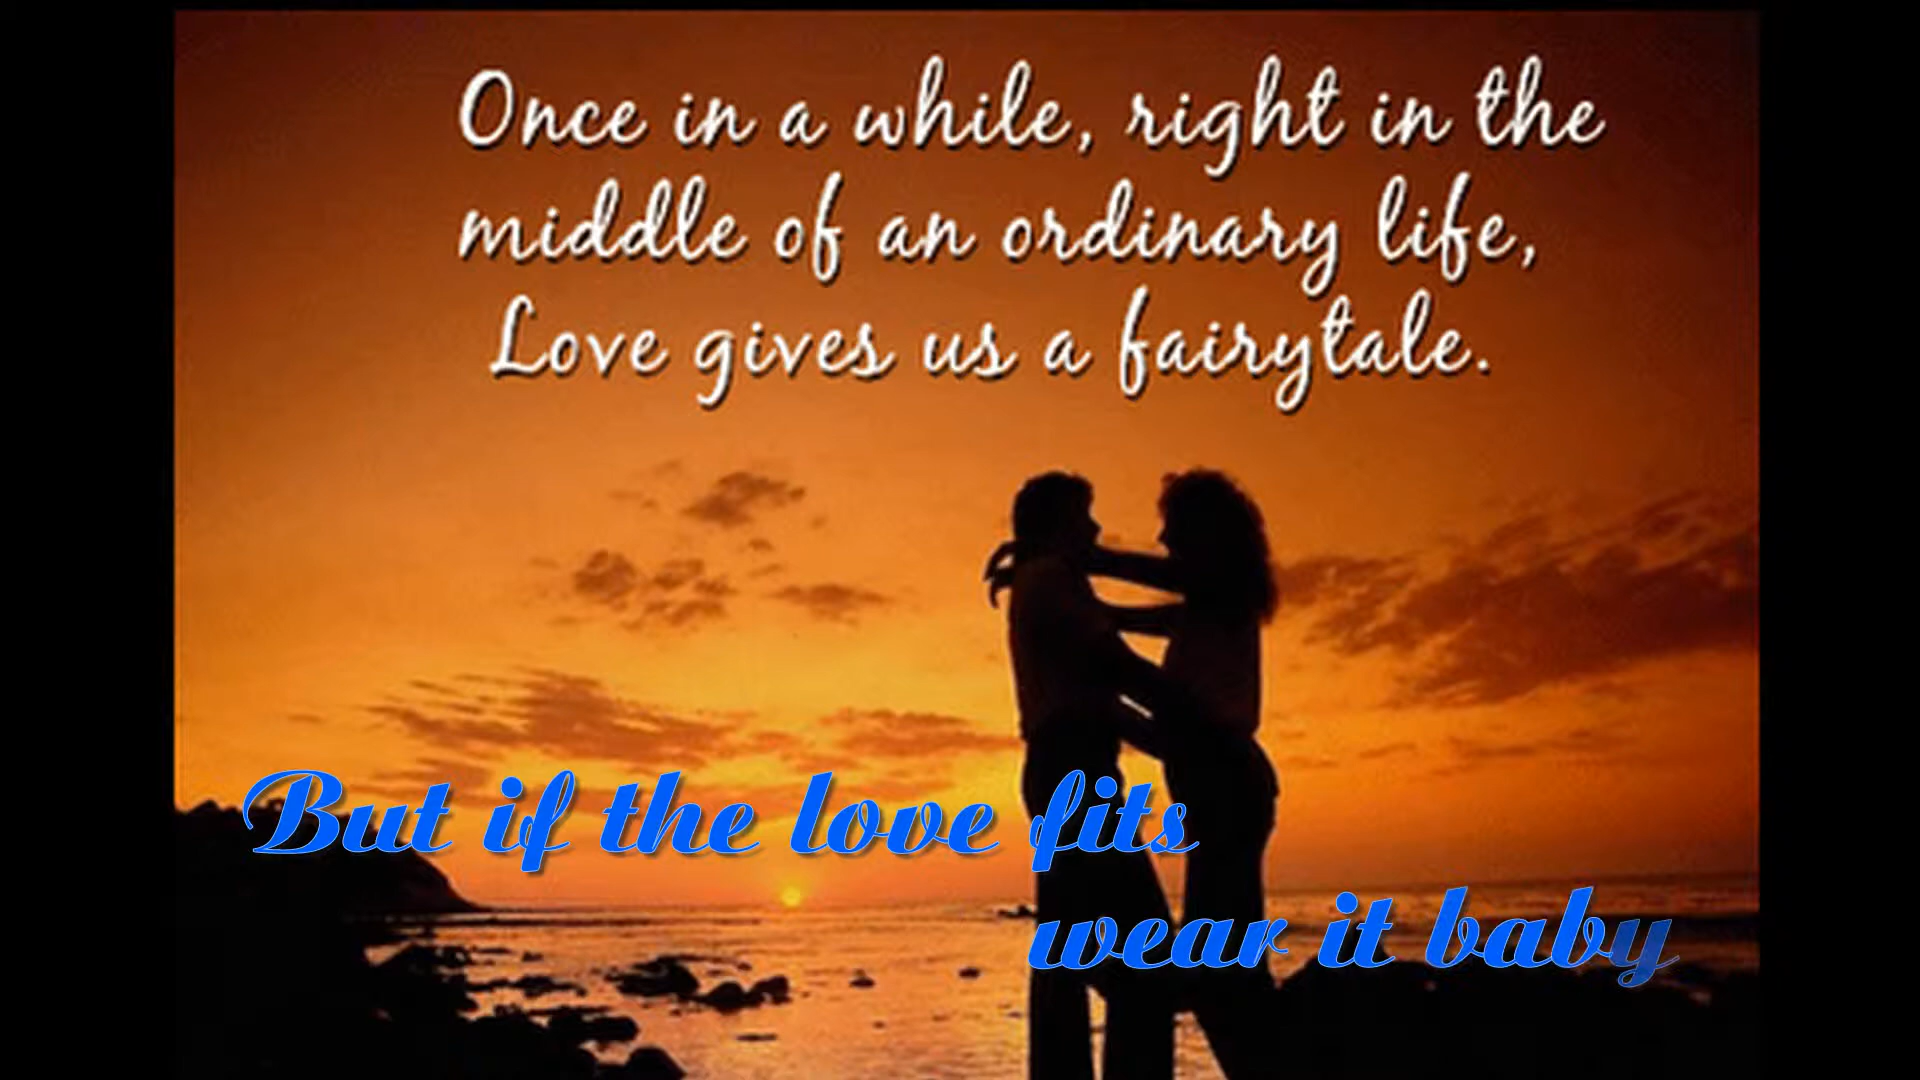 Once in a while, right in the
middle of an ordinary life,
Love gives us a fairytale.
But if the love fits
wear it baby